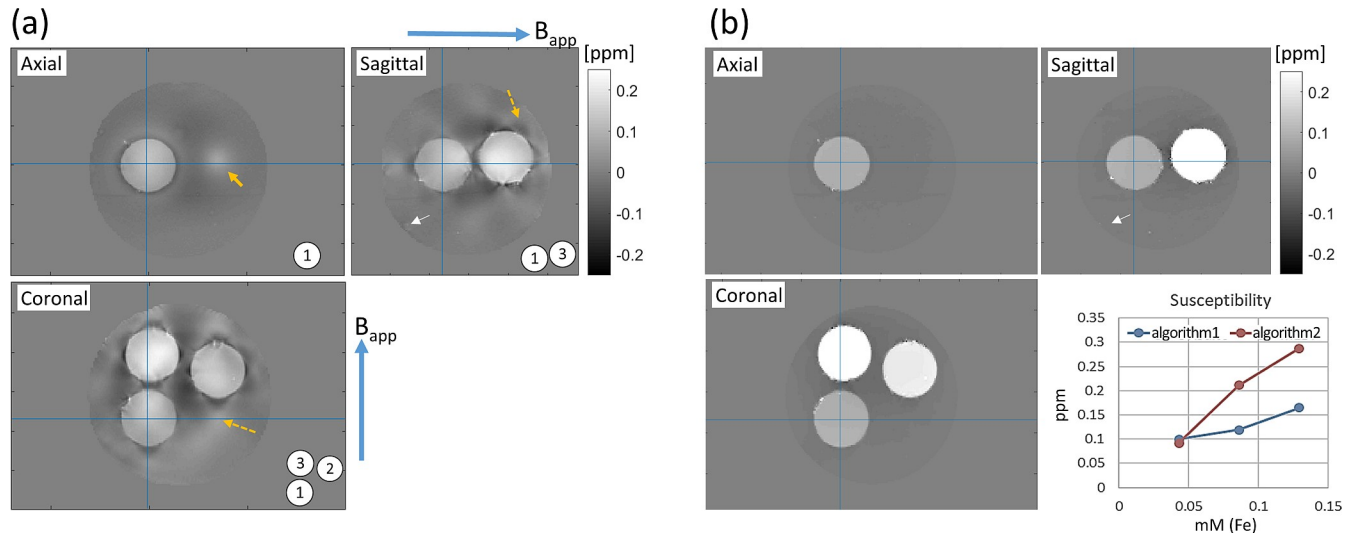 (a)
B app
[ppm]
Axial
Sagittal
0.2
0.1
0
-0.1
-0.2
1
1 3
Coronal
B app
3 2
1
(b)
[ppm]
Axial
Sagittal
0.2
0.1
0
-0.1
-0.2
Coronal
Susceptibility
0.35
0.3
0.25
0.2
0.15
0.1
0.05
0
algorithm1 algorithm2
ppm
0 0.05 0.1 0.15
mM (Fe)